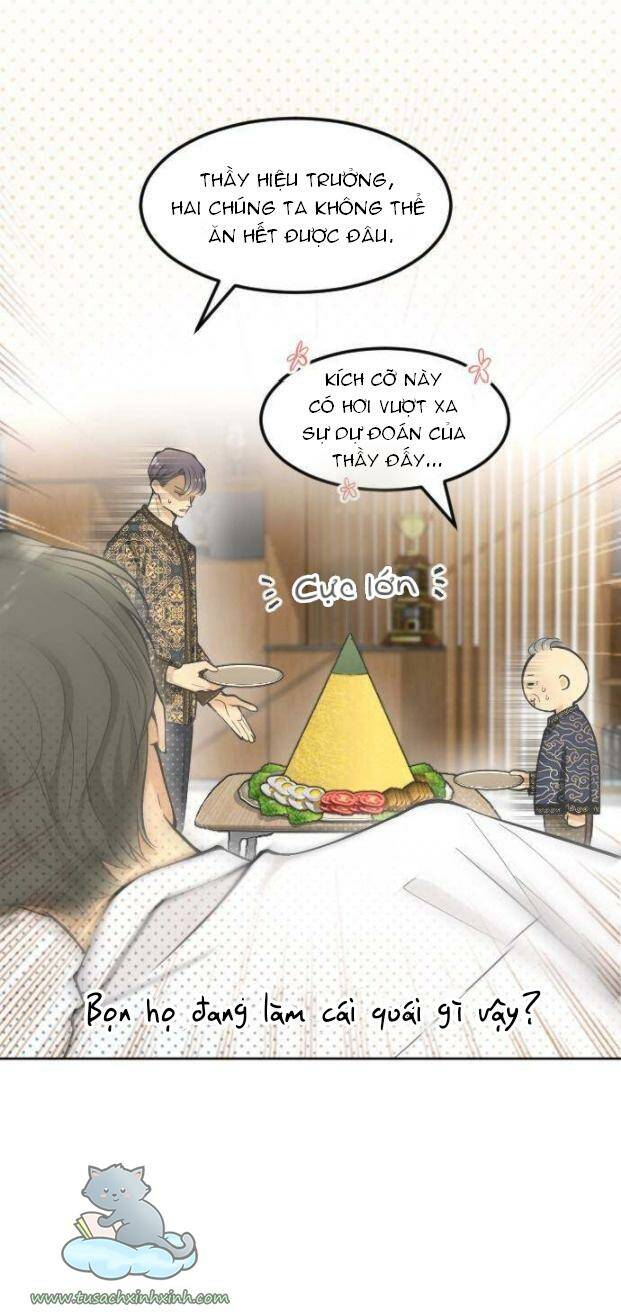 THẦY HIỆU TRƯỞNG,
HAI CHÚNG TA KHÔNG THỂ
ĂN HẾT ĐƯỢC ĐÂU.
KÍCH CỠ NÀY
CÓ HƠI VƯỢT XA
SỰ DỰ ĐOÁN CỦA
THẦY ĐẤY...
Cực lớn
Bọn họ đang làm cái quái gì vậy?
www.tusachxinhxinh.com